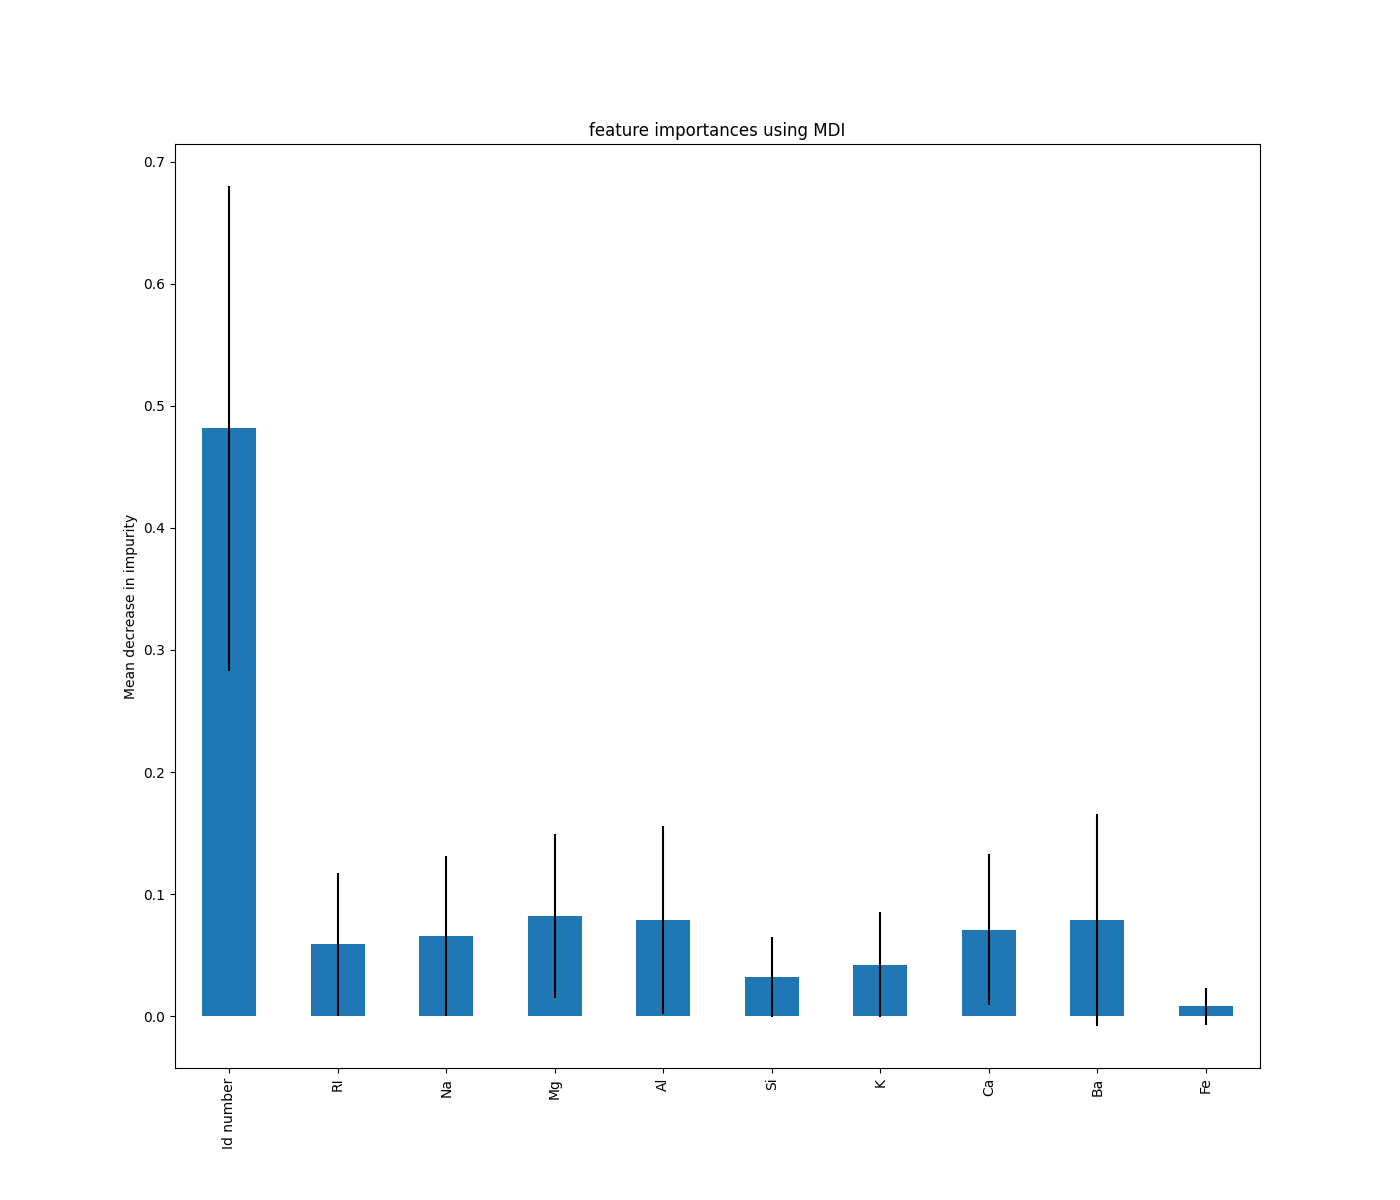 feature importances using MDI
Mean decrease in impurity
0.7
0.6
0.5
0.4
0.3
0.2
0.1
0.0
Id number
RI
Na
Mg
Al
Si
K
Ca
Ba
Fe